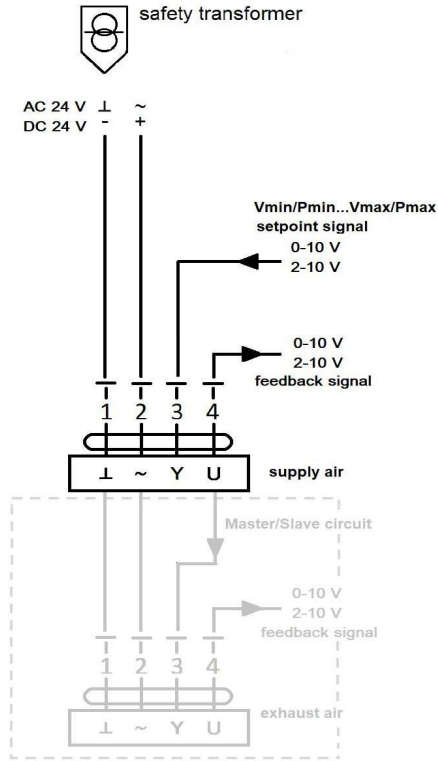 safety transformer
AC 24 V ⊥ ~
DC 24 V - +
Vmin/Pmin...Vmax/Pmax
setpoint signal
0-10 V
2-10 V
0-10 V
2-10 V
feedback signal
1 2 3 4
⊥ ~ Y U
supply air
Master/Slave circuit
0-10 V
2-10 V
feedback signal
1 2 3 4
⊥ ~ Y U
exhaust air